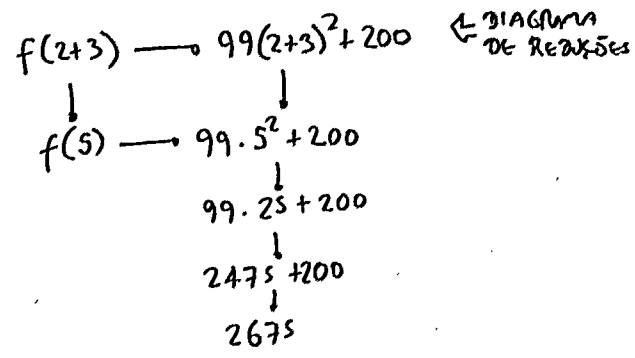 f(2+3) → 99(2+3)²+200 ← DIAGRAMA
DE REDUÇÕES
↓ ↓
f(5) → 99·5²+200
↓
99·25+200
↓
2475+200
↓
2675